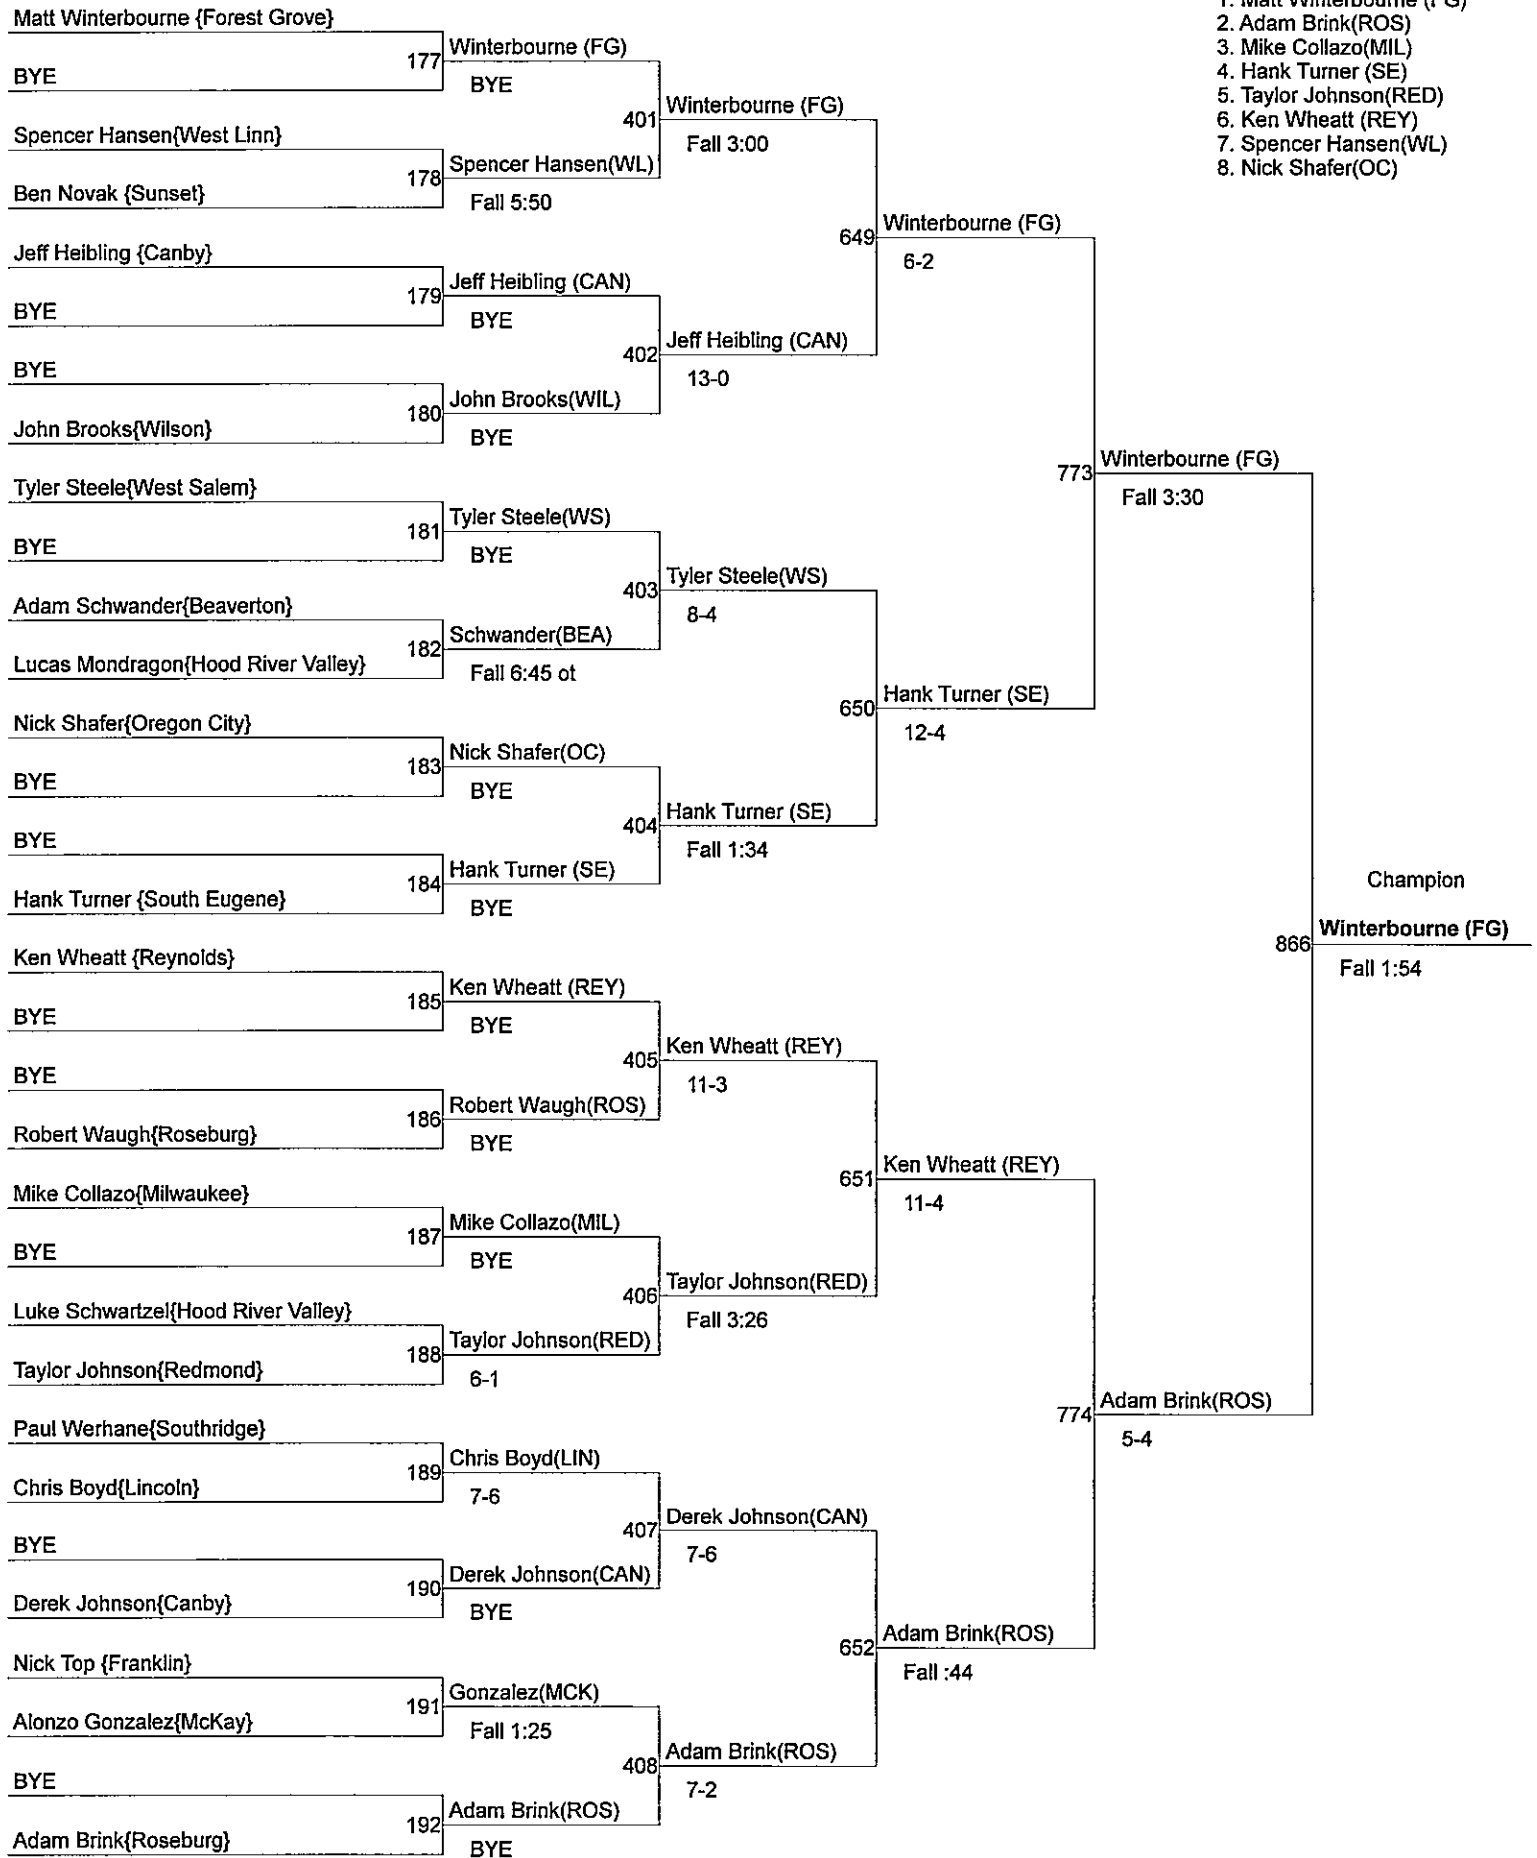 Matt Winterbourne {Forest Grove}
BYE
Spencer Hansen{West Linn}
Ben Novak {Sunset}
Jeff Heibling {Canby}
BYE
BYE
John Brooks{Wilson}
Tyler Steele{West Salem}
BYE
Adam Schwander{Beaverton}
Lucas Mondragon{Hood River Valley}
Nick Shafer{Oregon City}
BYE
BYE
Hank Turner {South Eugene}
Ken Wheatt {Reynolds}
BYE
BYE
Robert Waugh{Roseburg}
Mike Collazo{Milwaukee}
BYE
Luke Schwartzel{Hood River Valley}
Taylor Johnson{Redmond}
Paul Werhane{Southridge}
Chris Boyd{Lincoln}
BYE
Derek Johnson{Canby}
Nick Top {Franklin}
Alonzo Gonzalez{McKay}
BYE
Adam Brink{Roseburg}
177 Winterbourne (FG)
BYE
178 Spencer Hansen(WL)
Fall 5:50
179 Jeff Heibling (CAN)
BYE
180 John Brooks(WIL)
BYE
181 Tyler Steele(WS)
BYE
182 Schwander(BEA)
Fall 6:45 ot
183 Nick Shafer(OC)
BYE
184 Hank Turner (SE)
BYE
185 Ken Wheatt (REY)
BYE
186 Robert Waugh(ROS)
BYE
187 Mike Collazo(MIL)
BYE
188 Taylor Johnson(RED)
6-1
189 Chris Boyd(LIN)
7-6
190 Derek Johnson(CAN)
BYE
191 Gonzalez(MCK)
Fall 1:25
192 Adam Brink(ROS)
BYE
401 Winterbourne (FG)
Fall 3:00
402 Jeff Heibling (CAN)
13-0
403 Tyler Steele(WS)
8-4
404 Hank Turner (SE)
Fall 1:34
405 Ken Wheatt (REY)
11-3
406 Taylor Johnson(RED)
Fall 3:26
407 Derek Johnson(CAN)
7-6
408 Adam Brink(ROS)
7-2
649 Winterbourne (FG)
6-2
650 Hank Turner (SE)
12-4
651 Ken Wheatt (REY)
11-4
652 Adam Brink(ROS)
Fall :44
773 Winterbourne (FG)
Fall 3:30
774 Adam Brink(ROS)
5-4
Champion
866 Winterbourne (FG)
Fall 1:54
1. Matt Winterbourne (FG)
2. Adam Brink(ROS)
3. Mike Collazo(MIL)
4. Hank Turner (SE)
5. Taylor Johnson(RED)
6. Ken Wheatt (REY)
7. Spencer Hansen(WL)
8. Nick Shafer(OC)